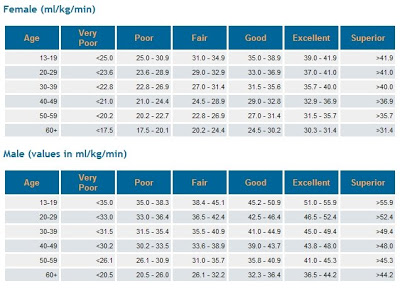 Female (ml/kg/min)
Age Very Poor Poor Fair Good Excellent Superior
13-19 <25.0 25.0 - 30.9 31.0 - 34.9 35.0 - 38.9 39.0 - 41.9 >41.9
20-29 <23.6 23.6 - 28.9 29.0 - 32.9 33.0 - 36.9 37.0 - 41.0 >41.0
30-39 <22.8 22.8 - 26.9 27.0 - 31.4 31.5 - 35.6 35.7 - 40.0 >40.0
40-49 <21.0 21.0 - 24.4 24.5 - 28.9 29.0 - 32.8 32.9 - 36.9 >36.9
50-59 <20.2 20.2 - 22.7 22.8 - 26.9 27.0 - 31.4 31.5 - 35.7 >35.7
60+ <17.5 17.5 - 20.1 20.2 - 24.4 24.5 - 30.2 30.3 - 31.4 >31.4
Male (values in ml/kg/min)
Age Very Poor Poor Fair Good Excellent Superior
13-19 <35.0 35.0 - 38.3 38.4 - 45.1 45.2 - 50.9 51.0 - 55.9 >55.9
20-29 <33.0 33.0 - 36.4 36.5 - 42.4 42.5 - 46.4 46.5 - 52.4 >52.4
30-39 <31.5 31.5 - 35.4 35.5 - 40.9 41.0 - 44.9 45.0 - 49.4 >49.4
40-49 <30.2 30.2 - 33.5 33.6 - 38.9 39.0 - 43.7 43.8 - 48.0 >48.0
50-59 <26.1 26.1 - 30.9 31.0 - 35.7 35.8 - 40.9 41.0 - 45.3 >45.3
60+ <20.5 20.5 - 26.0 26.1 - 32.2 32.3 - 36.4 36.5 - 44.2 >44.2